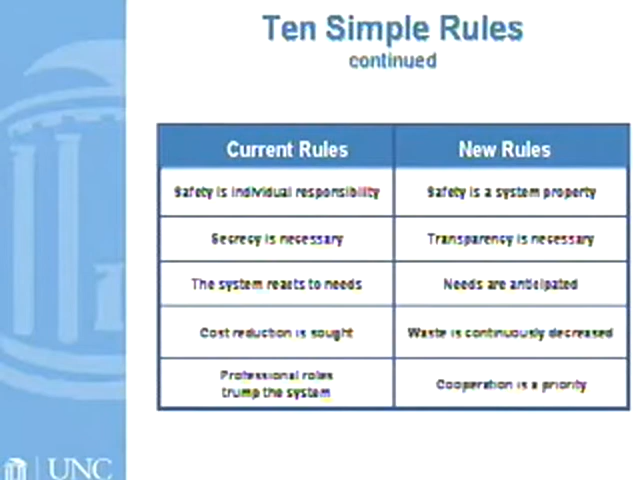 Ten Simple Rules
continued
Current Rules New Rules
Safety is individual responsibility Safety is a system property
Secrecy is necessary Transparency is necessary
The system reacts to needs Needs are anticipated
Cost reduction is sought Waste is continuously decreased
Professional roles
trump the system Cooperation is a priority
UNC